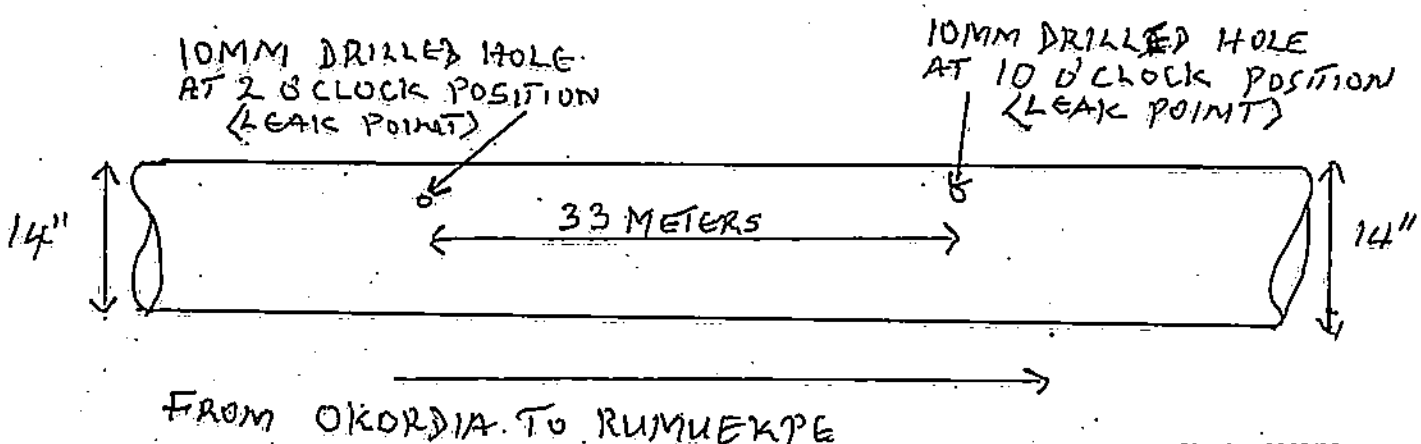 10MM DRILLED HOLE.
AT 2 O'CLOCK POSITION
(LEAK POINT)
10MM DRILLED HOLE
AT 10 O'CLOCK POSITION
(LEAK POINT)
14"
33 METERS
14"
FROM OKORDIA. TO RUMUEKPE